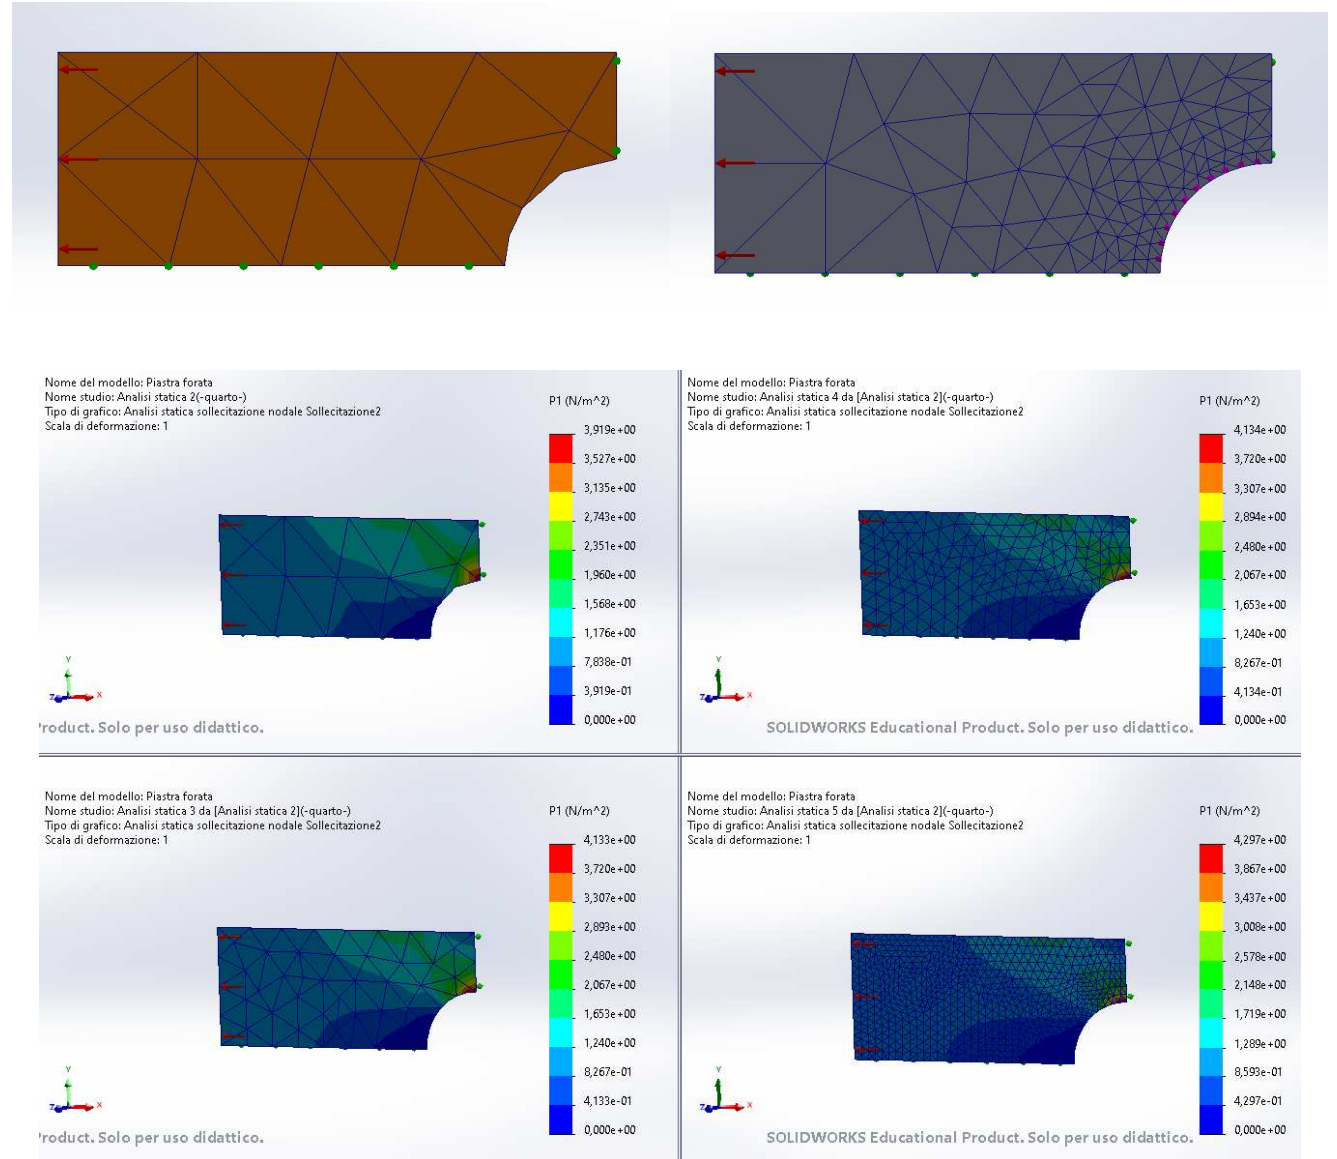 Nome del modello: Piastra forata
Nome studio: Analisi statica 2(-quarto-)
Tipo di grafico: Analisi statica sollecitazione nodale Sollecitazione2
Scala di deformazione: 1
P1 (N/m^2)
3,919e+00
3,527e+00
3,135e+00
2,743e+00
2,351e+00
1,960e+00
1,568e+00
1,176e+00
7,838e-01
3,919e-01
0,000e+00
Y
Z
X
Product. Solo per uso didattico.
Nome del modello: Piastra forata
Nome studio: Analisi statica 4 da [Analisi statica 2](-quarto-)
Tipo di grafico: Analisi statica sollecitazione nodale Sollecitazione2
Scala di deformazione: 1
P1 (N/m^2)
4,134e+00
3,720e+00
3,307e+00
2,894e+00
2,480e+00
2,067e+00
1,653e+00
1,240e+00
8,267e-01
4,134e-01
0,000e+00
Y
Z
X
SOLIDWORKS Educational Product. Solo per uso didattico.
Nome del modello: Piastra forata
Nome studio: Analisi statica 3 da [Analisi statica 2](-quarto-)
Tipo di grafico: Analisi statica sollecitazione nodale Sollecitazione2
Scala di deformazione: 1
P1 (N/m^2)
4,133e+00
3,720e+00
3,307e+00
2,893e+00
2,480e+00
2,067e+00
1,653e+00
1,240e+00
8,267e-01
4,133e-01
0,000e+00
Y
Z
X
Product. Solo per uso didattico.
Nome del modello: Piastra forata
Nome studio: Analisi statica 5 da [Analisi statica 2](-quarto-)
Tipo di grafico: Analisi statica sollecitazione nodale Sollecitazione2
Scala di deformazione: 1
P1 (N/m^2)
4,297e+00
3,867e+00
3,437e+00
3,008e+00
2,578e+00
2,148e+00
1,719e+00
1,289e+00
8,593e-01
4,297e-01
0,000e+00
Y
Z
X
SOLIDWORKS Educational Product. Solo per uso didattico.